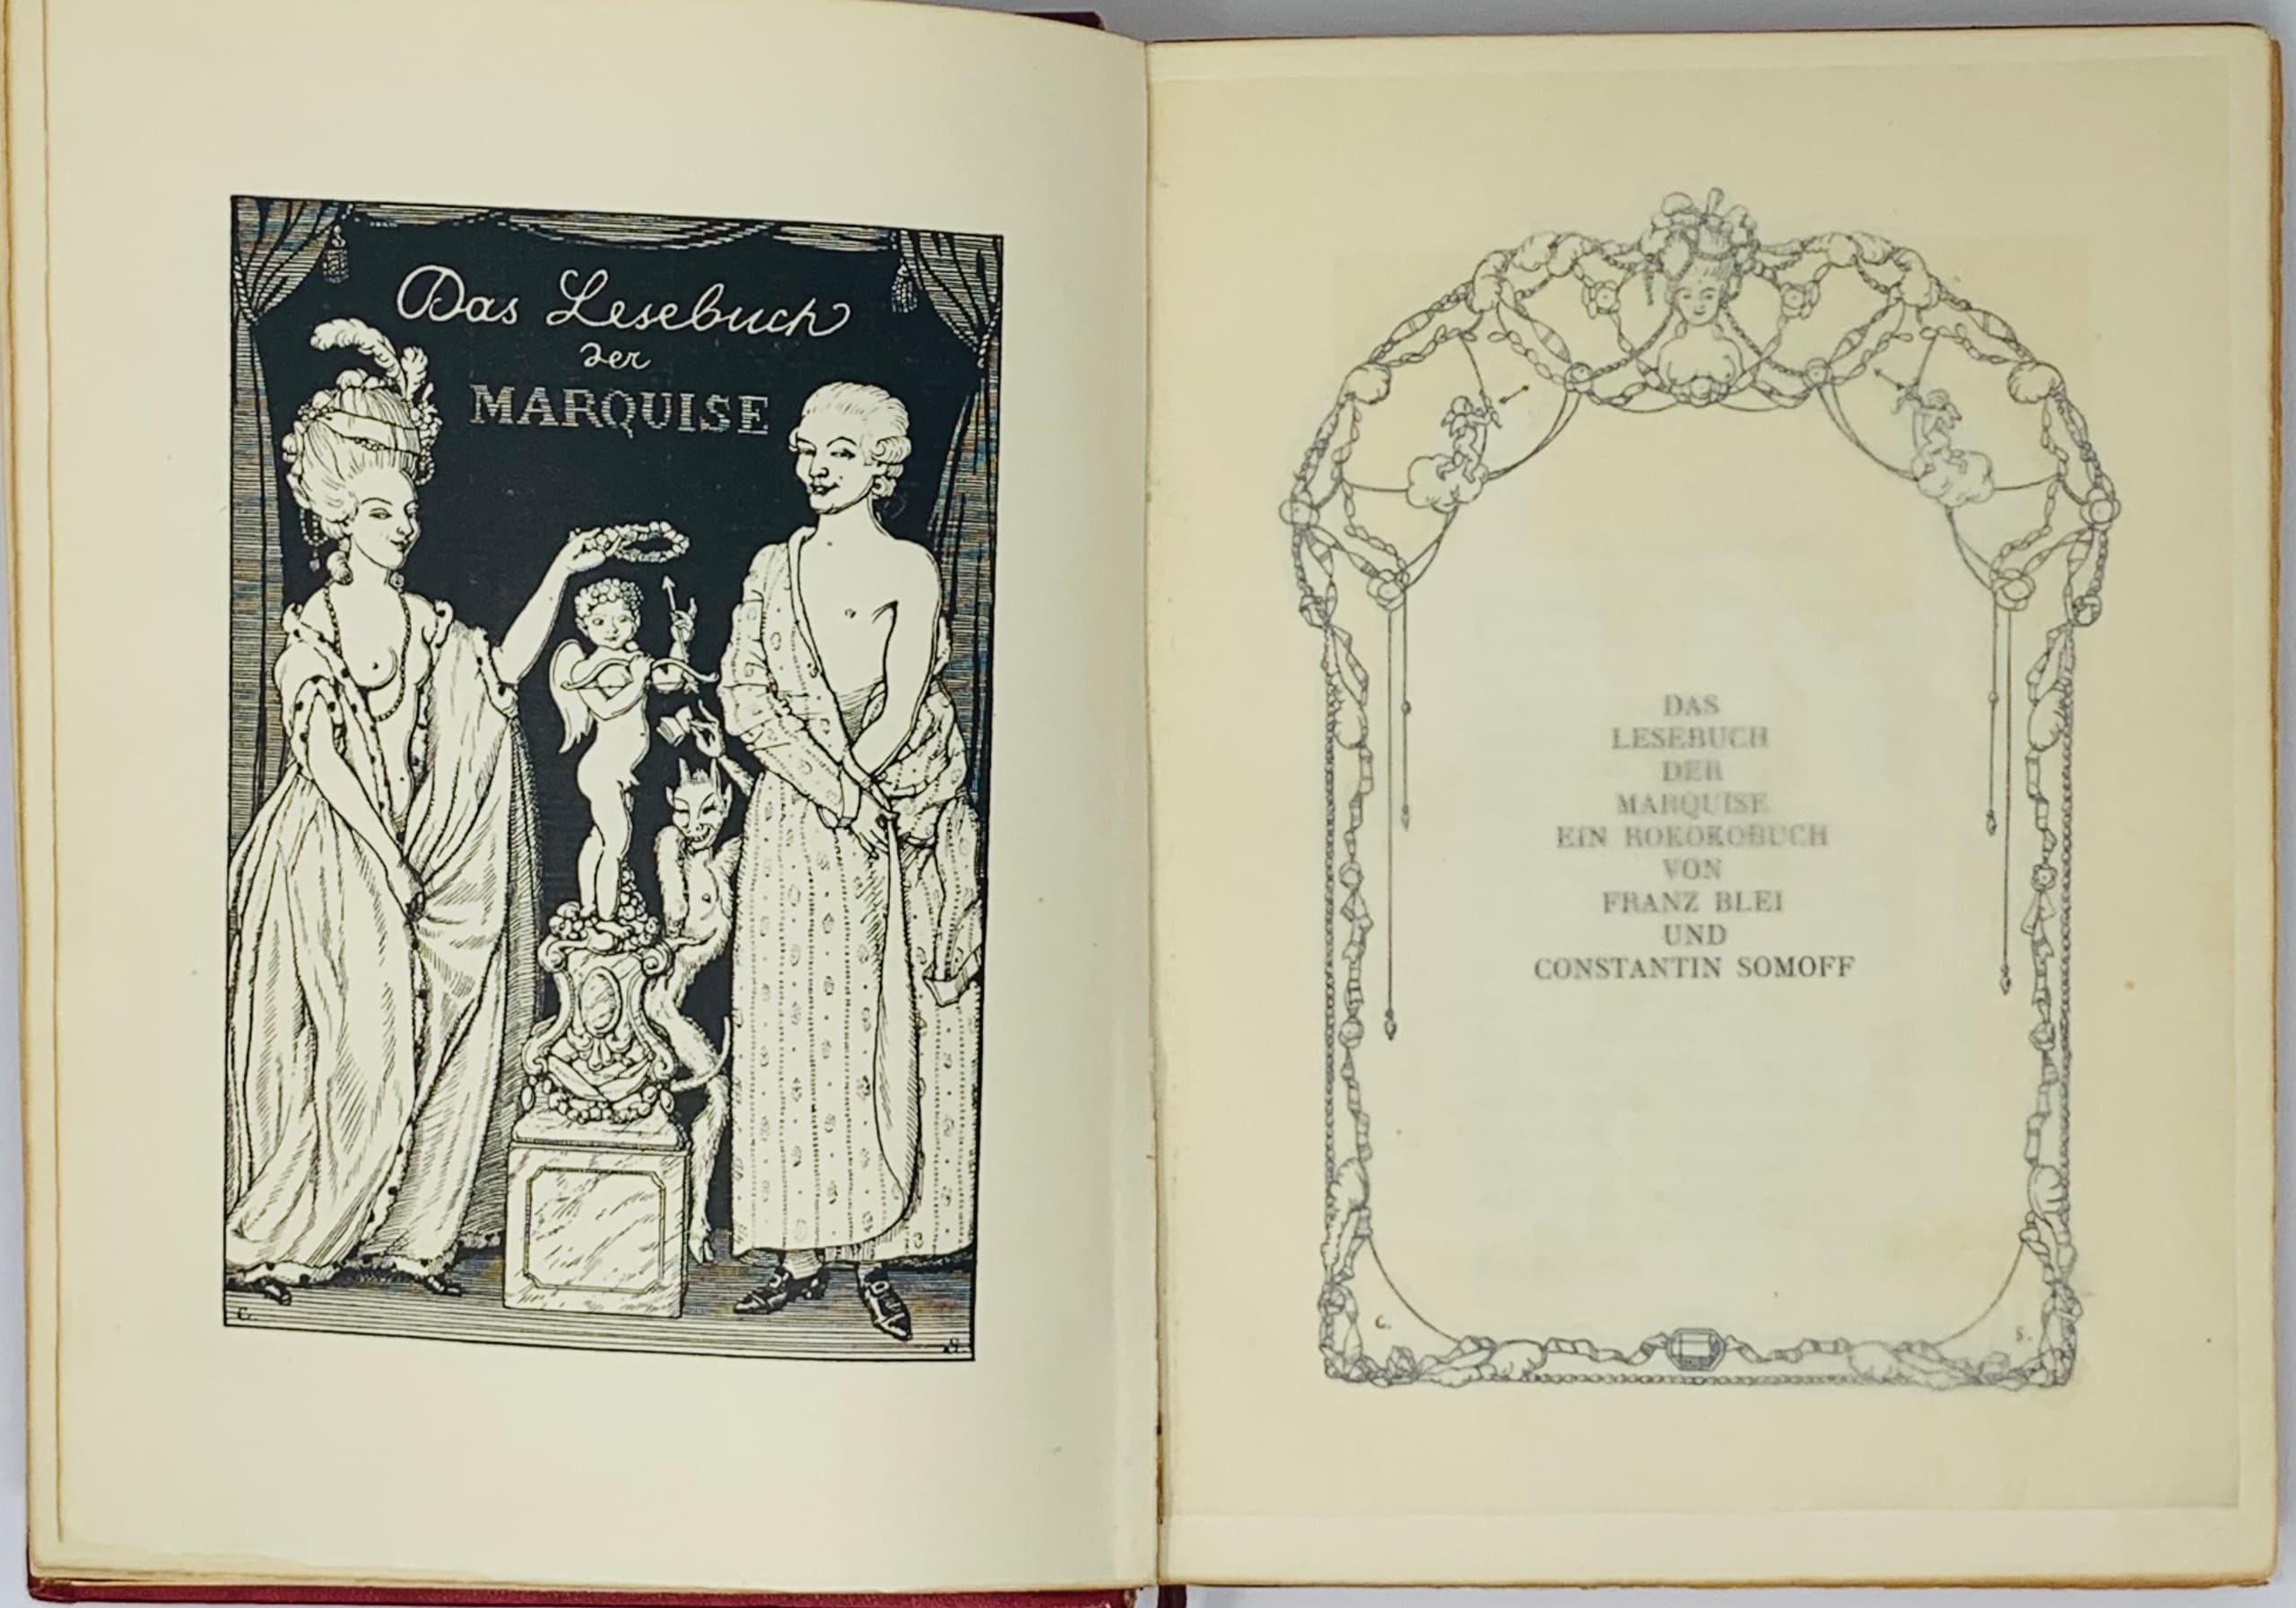 Das Lesebuch
der
MARQUISE
C.
S.
DAS
LESEBUCH
DER
MARQUISE
EIN ROKOKOBUCH
VON
FRANZ BLEI
UND
CONSTANTIN SOMOFF
C.
S.